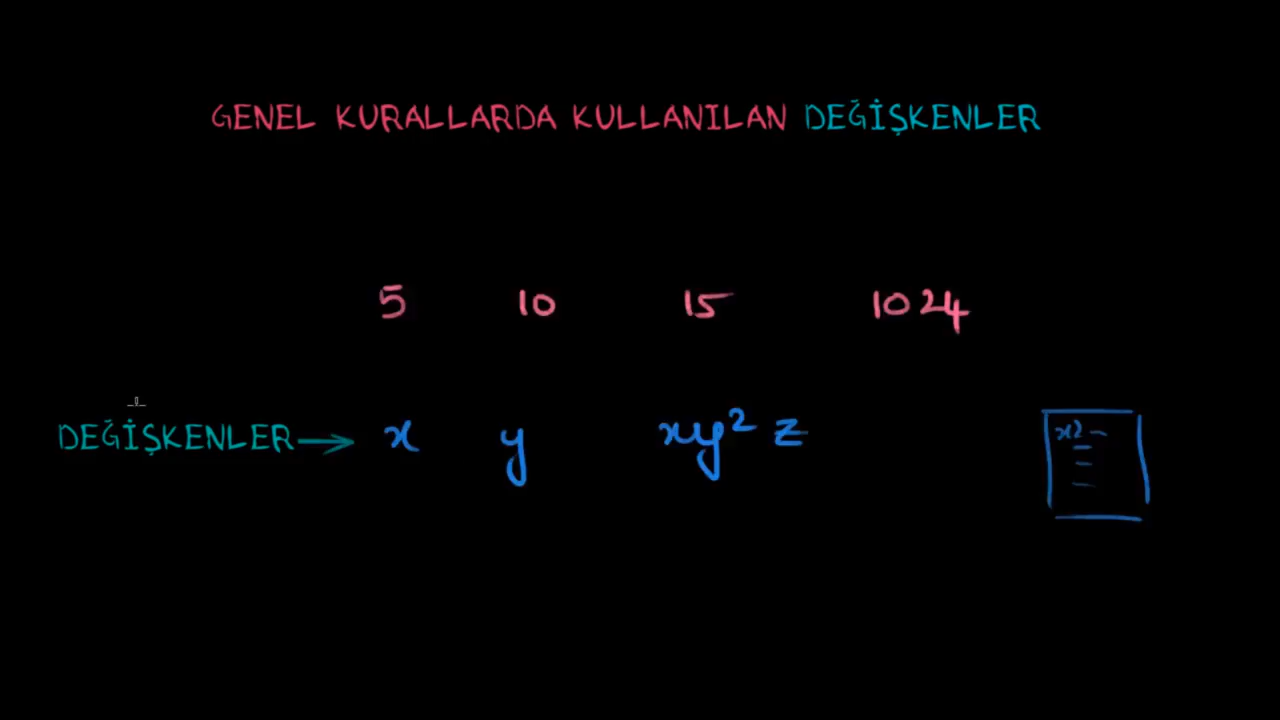 GENEL KURALLARDA KULLANILAN DEĞİŞKENLER
5 10 15 1024
DEĞİŞKENLER → x y xy² z